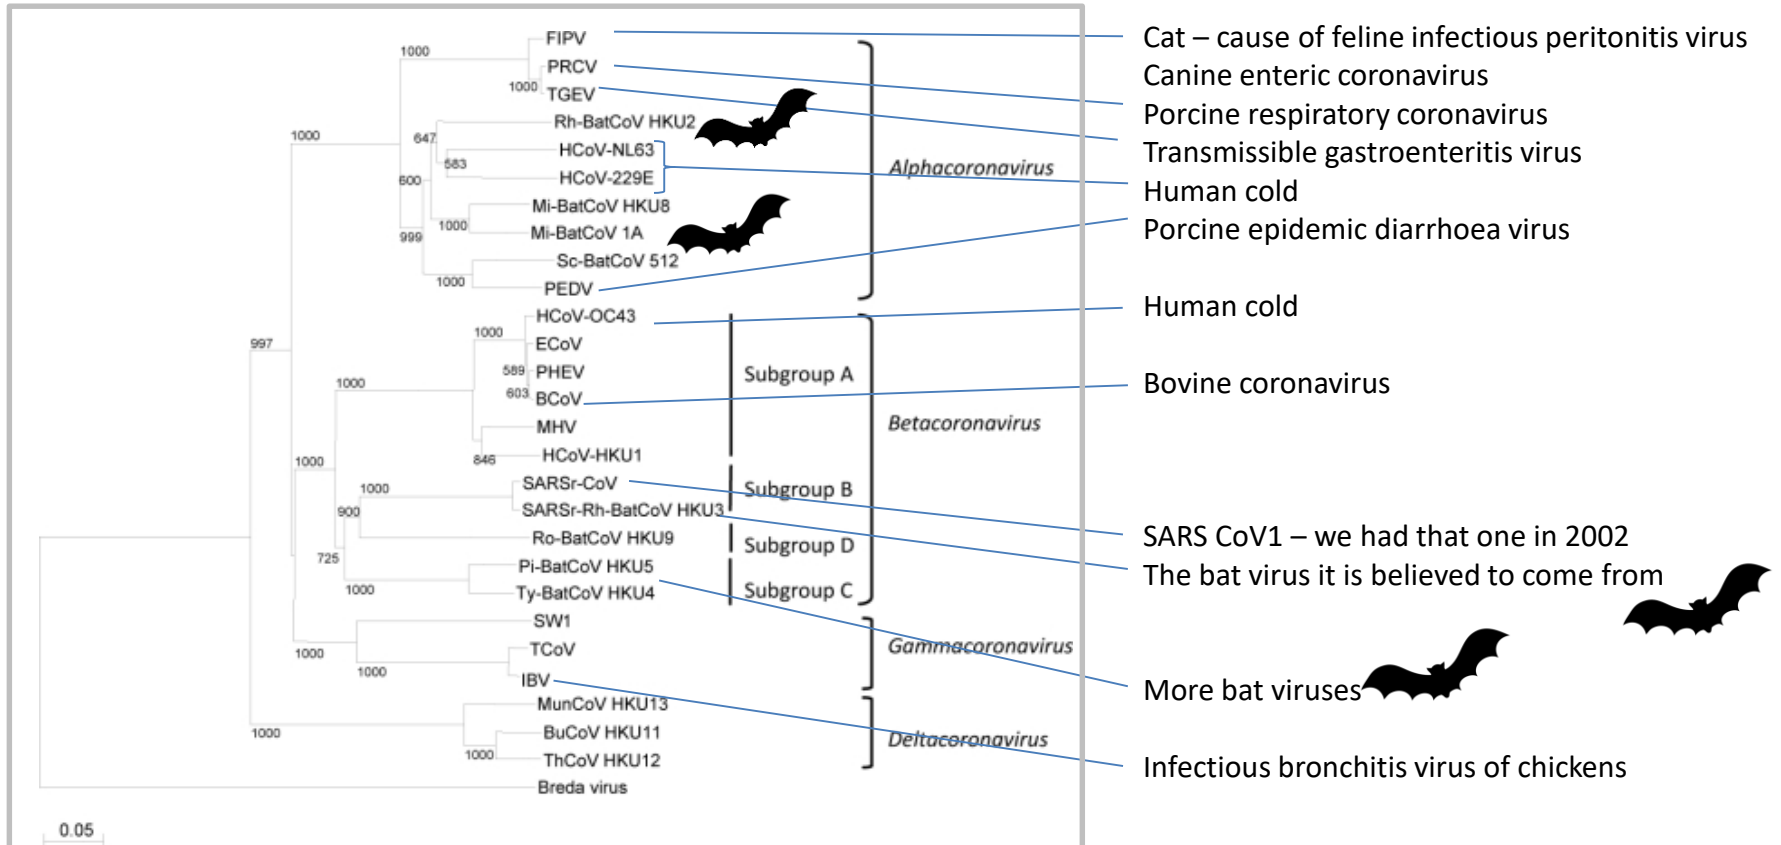 FIPV
PRCV
TGEV
Rh-BatCoV HKU2
HCoV-NL63
HCoV-229E
Mi-BatCoV HKU8
Mi-BatCoV 1A
Sc-BatCoV 512
PEDV
HCoV-OC43
ECoV
PHEV
BCoV
MHV
HCoV-HKU1
SARSr-CoV
SARSr-Rh-BatCoV HKU3
Ro-BatCoV HKU9
Pi-BatCoV HKU5
Ty-BatCoV HKU4
SW1
TCoV
IBV
MunCoV HKU13
BuCoV HKU11
ThCoV HKU12
Breda virus
1000
1000
1000
647
583
600
1000
999
1000
997
1000
1000
589
603
846
1000
1000
900
725
1000
1000
1000
1000
1000
0.05
Subgroup A
Subgroup B
Subgroup D
Subgroup C
Alphacoronavirus
Betacoronavirus
Gammacoronavirus
Deltacoronavirus
Cat – cause of feline infectious peritonitis virus
Canine enteric coronavirus
Porcine respiratory coronavirus
Transmissible gastroenteritis virus
Human cold
Porcine epidemic diarrhoea virus
Human cold
Bovine coronavirus
SARS CoV1 – we had that one in 2002
The bat virus it is believed to come from
More bat viruses
Infectious bronchitis virus of chickens